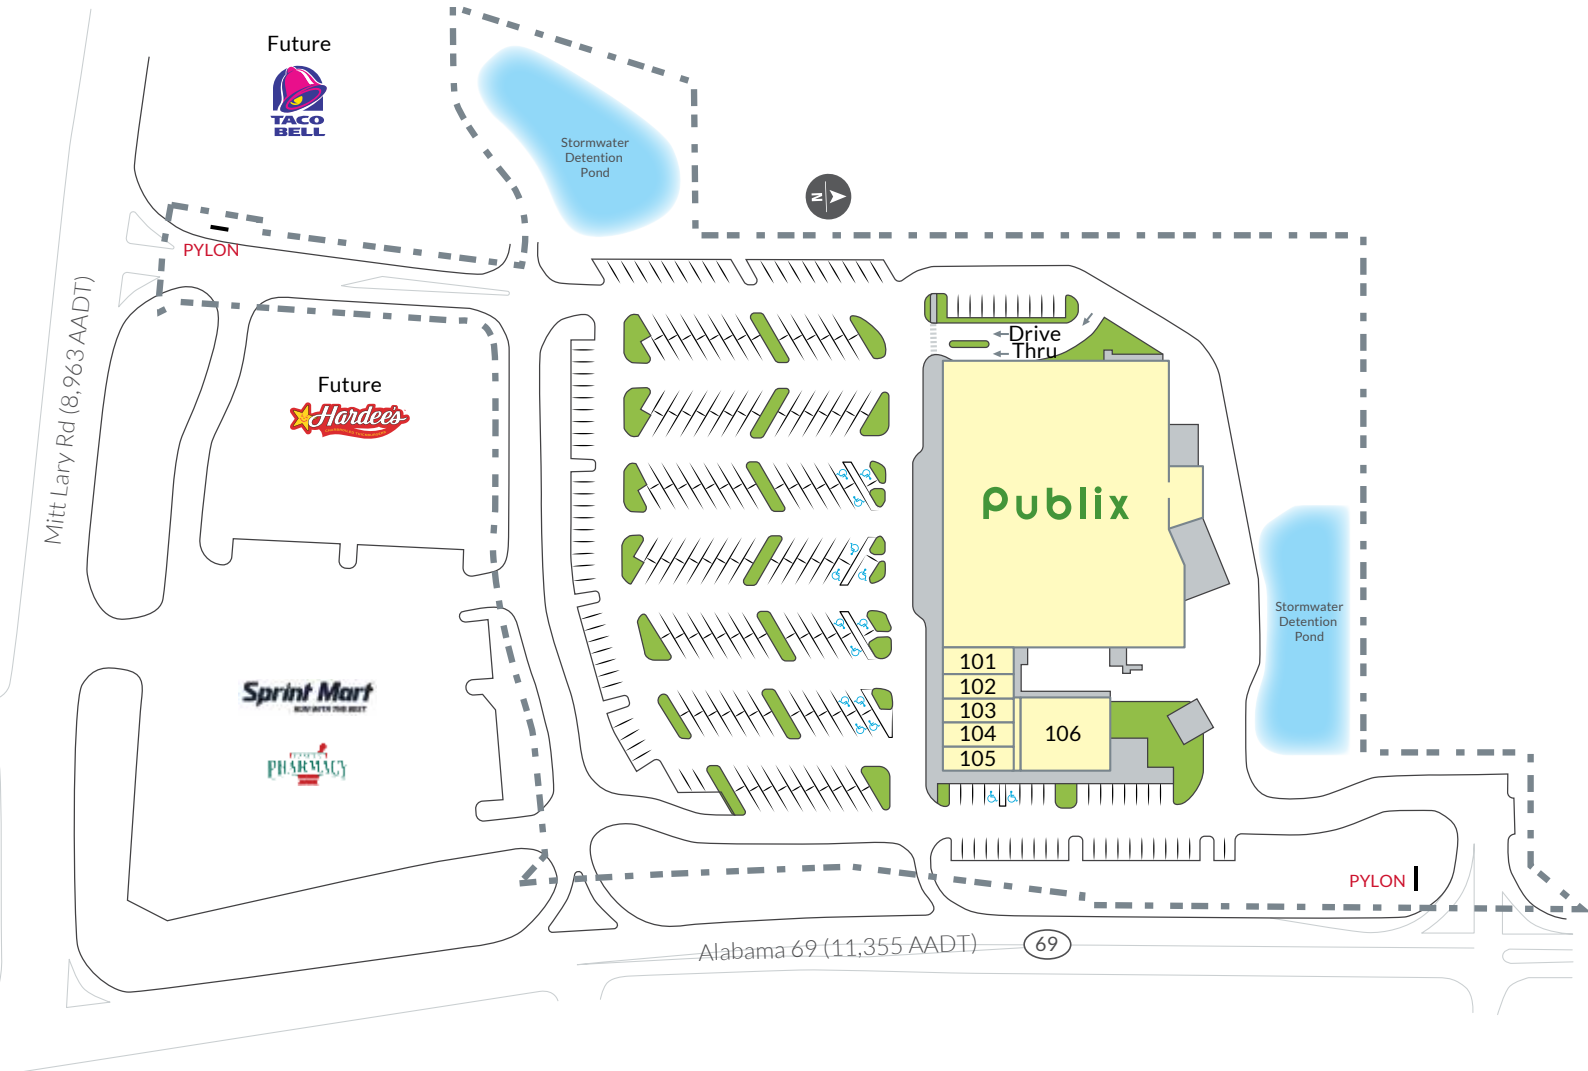 Future
TACO
BELL
Stormwater
Detention
Pond
N
PYLON
Mitt Lary Rd (8,963 AADT)
Drive
Thru
Future
Hardee's
Publix
Stormwater
Detention
Pond
101
102
103
104
105
106
Sprint Mart
PHARMACY
PYLON
Alabama 69 (11,355 AADT)
69